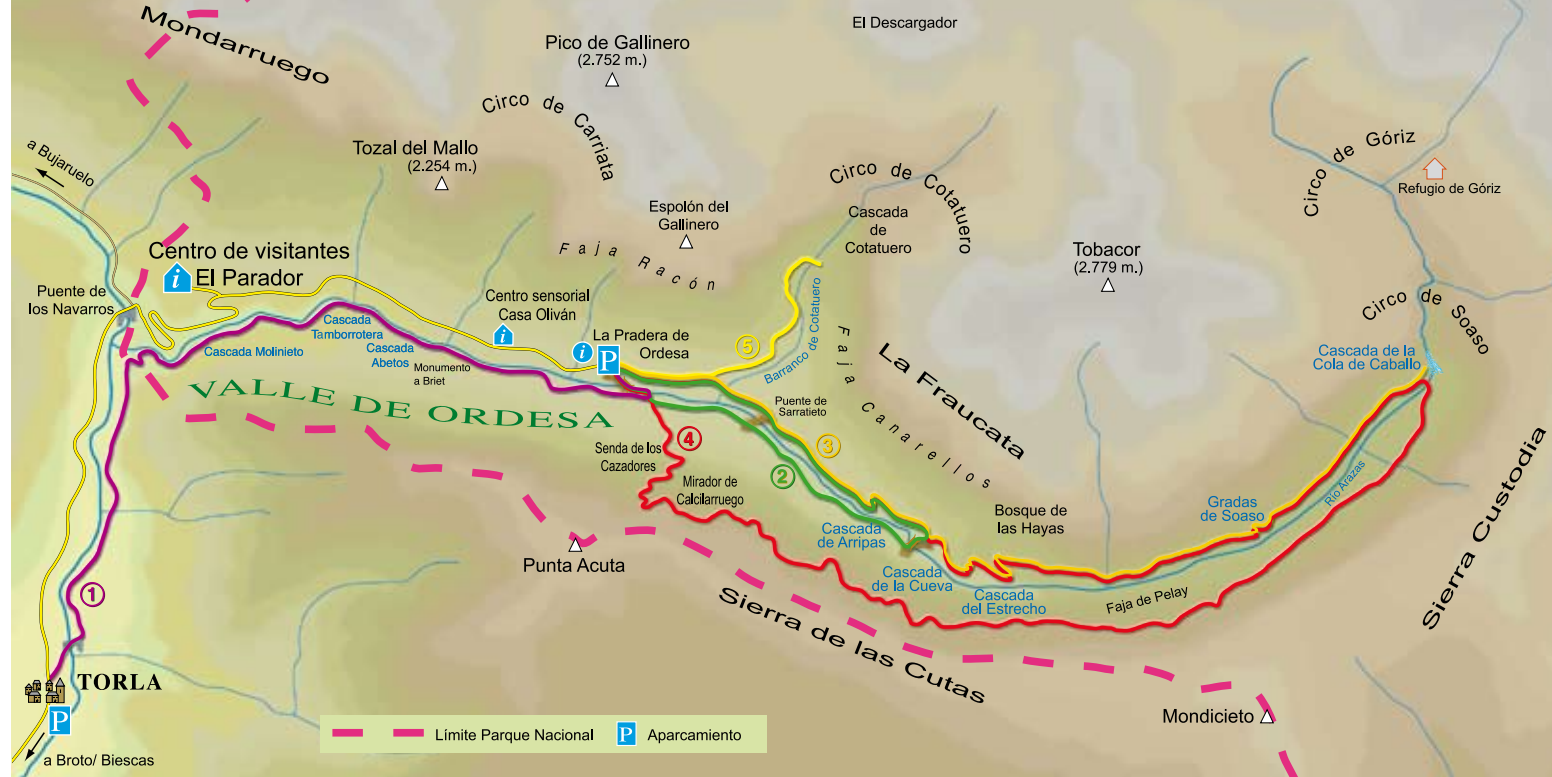 Mondarruego
El Descargador
Pico de Gallinero
(2.752 m.)
Circo de Carriata
Tozal del Mallo
(2.254 m.)
a Bujaruelo
Circo de Góriz
Refugio de Góriz
Circo de Cotatuero
Espolón del
Gallinero
Cascada
de
Cotatuero
Faja Racón
Tobacor
(2.779 m.)
Centro de visitantes
i El Parador
Puente de
los Navarros
Centro sensorial
Casa Oliván
i
Circo de Soaso
Cascada
Tamborrotera
Cascada Molinieto
Cascada
Abetos
Monumento
a Briet
La Pradera de
Ordesa
i
P
5
Barranco de Cotatuero
Faja Canarellos
La Fraucata
Cascada de la
Cola de Caballo
VALLE DE ORDESA
Puente de
Sarratieto
4
3
2
Senda de los
Cazadores
Mirador de
Calcilarruego
Río Arazas
Gradas
de Soaso
Bosque de
las Hayas
Cascada
de Arripas
Cascada
de la Cueva
Cascada
del Estrecho
Faja de Pelay
Sierra Custodia
Punta Acuta
1
Sierra de las Cutas
TORLA
P
Mondicieto
Límite Parque Nacional
P Aparcamiento
a Broto/ Biescas